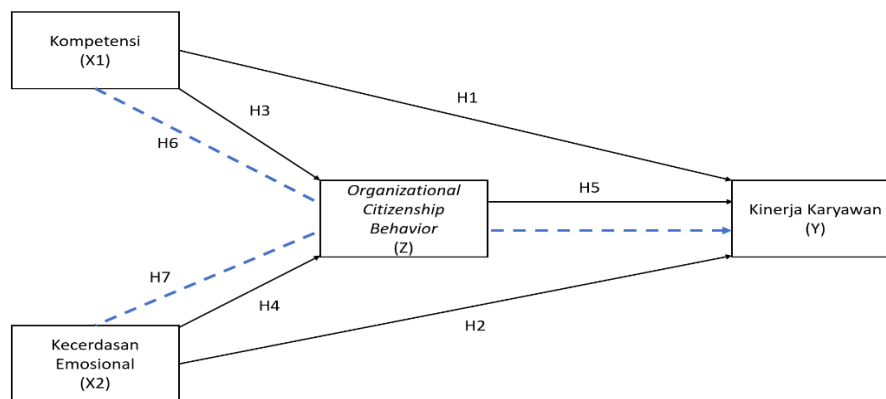 Kompetensi
(X1)
H1
H3
H6
Organizational
Citizenship
Behavior
(Z)
H5
Kinerja Karyawan
(Y)
H7
H4
H2
Kecerdasan
Emosional
(X2)